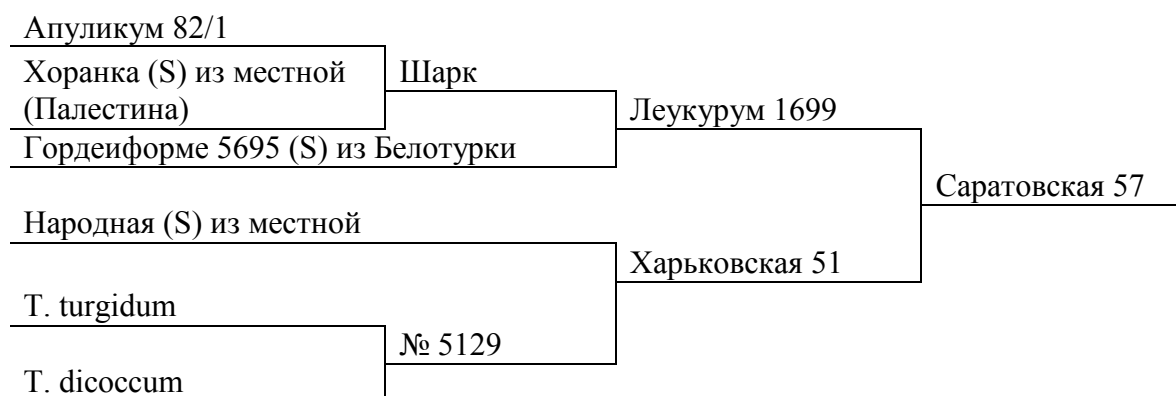 Апуликум 82/1
Хоранка (S) из местной
(Палестина)
Шарк
Леукурум 1699
Гордеиформе 5695 (S) из Белотурки
Саратовская 57
Народная (S) из местной
Харьковская 51
T. turgidum
№ 5129
T. dicoccum